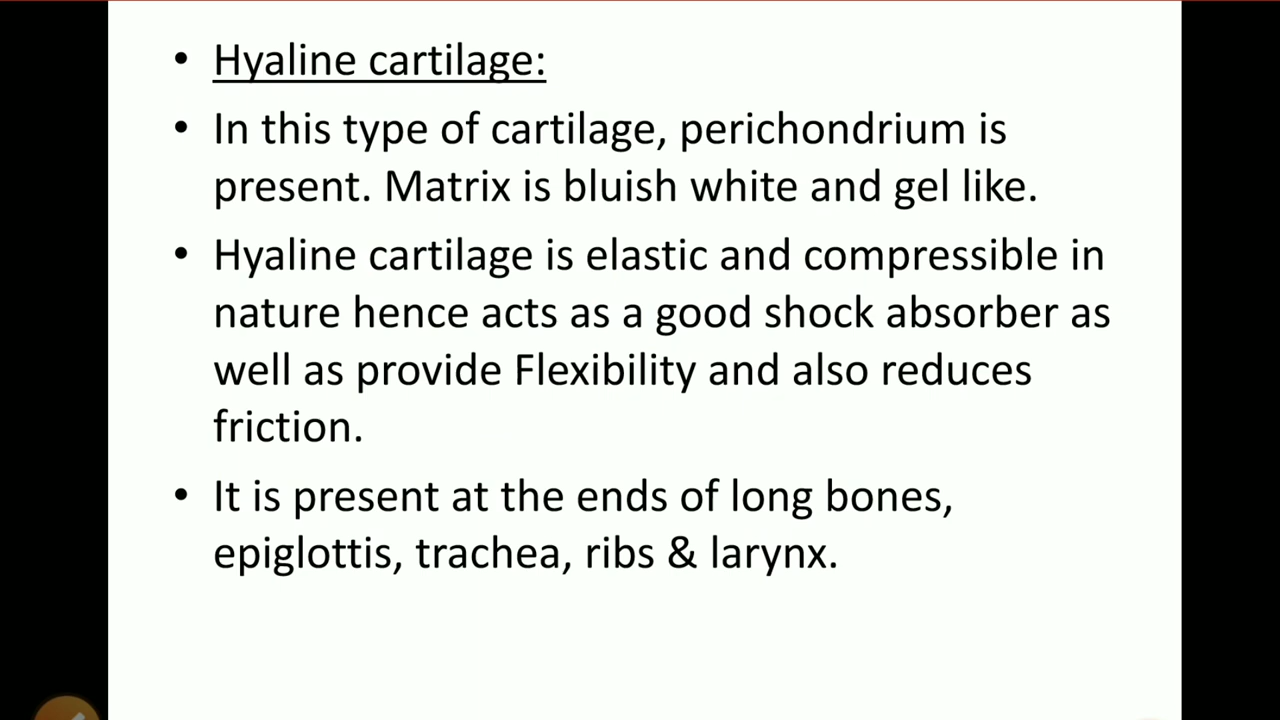 • Hyaline cartilage:
• In this type of cartilage, perichondrium is
present. Matrix is bluish white and gel like.
• Hyaline cartilage is elastic and compressible in
nature hence acts as a good shock absorber as
well as provide Flexibility and also reduces
friction.
• It is present at the ends of long bones,
epiglottis, trachea, ribs & larynx.